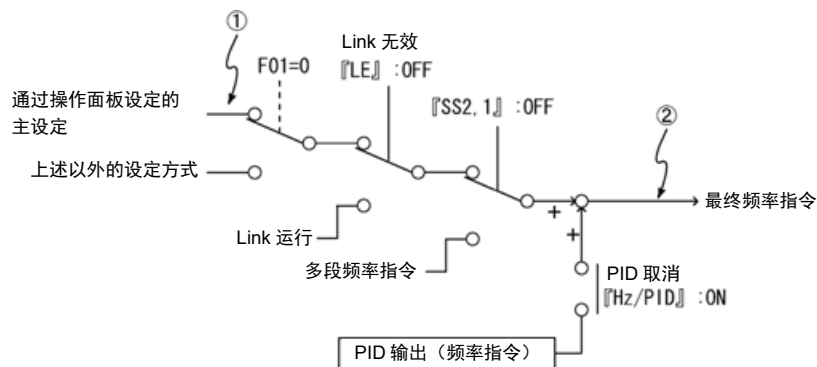 ①
Link 无效
F01=0
『LE』:OFF
『SS2,1』:OFF
通过操作面板设定的
主设定
②
上述以外的设定方式
最终频率指令
+
+
Link 运行
多段频率指令
PID 取消
『Hz/PID』:ON
PID 输出（频率指令）